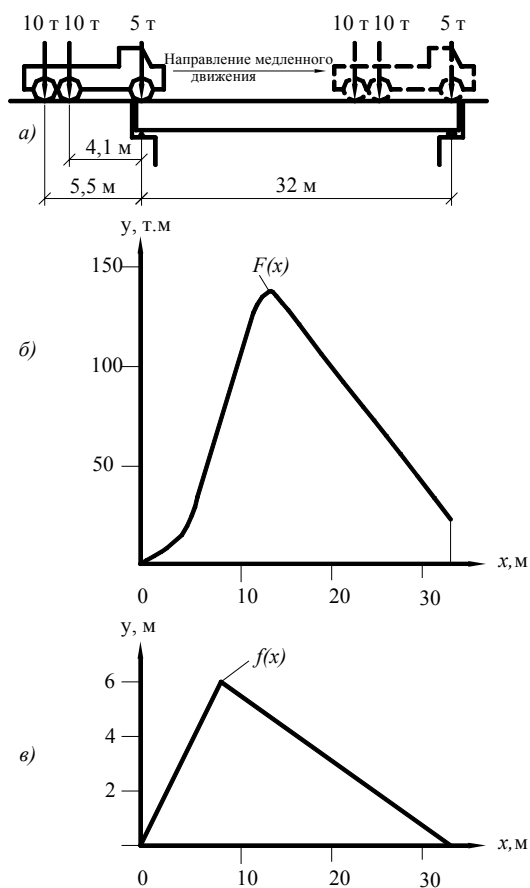 10 т 10 т 5 т 10 т 10 т 5 т
Направление медленного
движения
а)
4,1 м
5,5 м 32 м
y, т.м
150
F(x)
б)
100
50
x, м
0 10 20 30
y, м
f(x)
6
4
в)
2
x, м
0 10 20 30